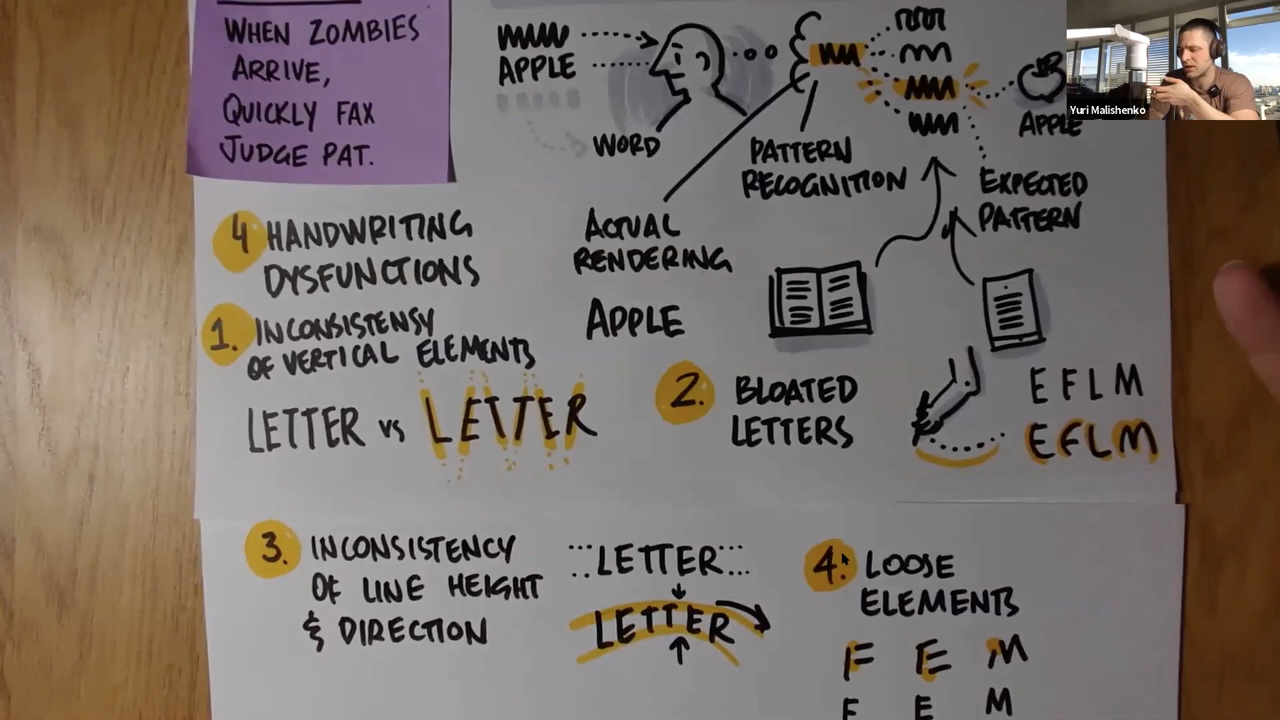 WHEN ZOMBIES
ARRIVE,
QUICKLY FAX
JUDGE PAT.
APPLE
WORD
PATTERN
RECOGNITION
APPLE
EXPECTED
PATTERN
Yuri Malishenko
4 HANDWRITING
DYSFUNCTIONS
ACTUAL
RENDERING
APPLE
1. INCONSISTENSY
OF VERTICAL ELEMENTS
LETTER vs LETTER
2. BLOATED
LETTERS
E F L M
E F L M
3. INCONSISTENCY
OF LINE HEIGHT
& DIRECTION
LETTER
LETTER
4. LOOSE
ELEMENTS
F E M
F E M